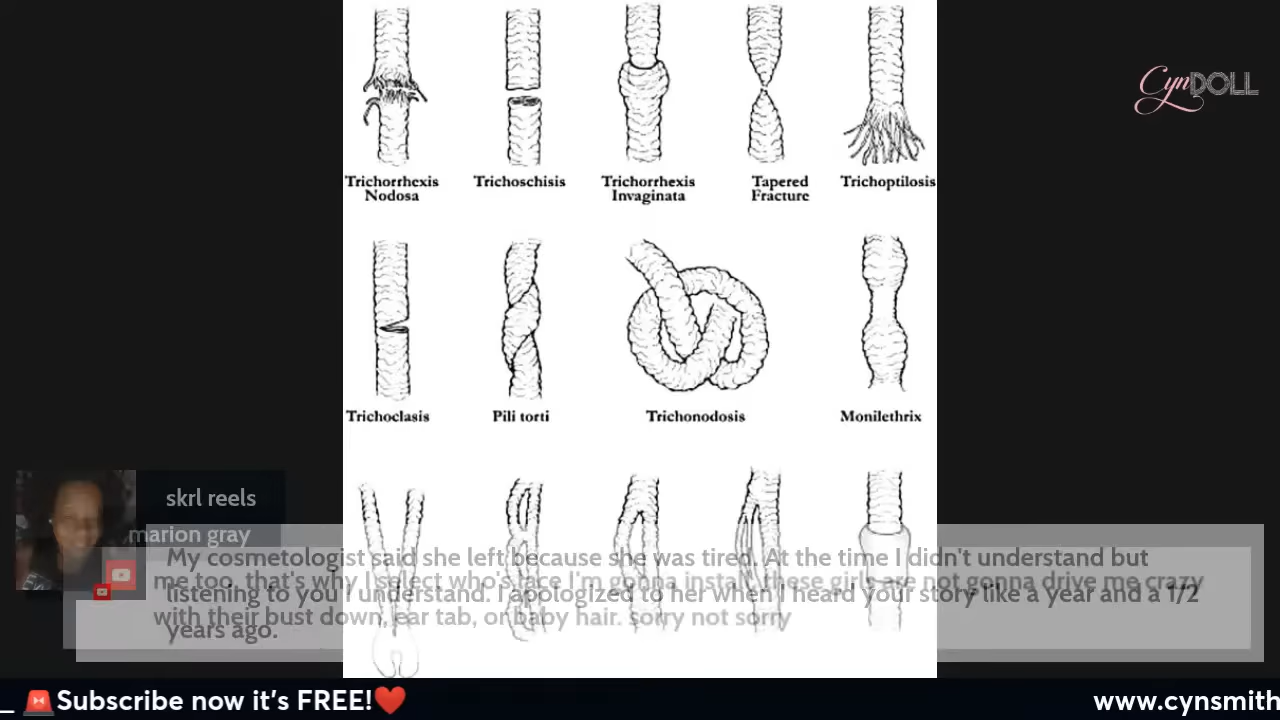 CynDOLL
Trichorrhexis
Nodosa
Trichoschisis
Trichorrhexis
Invaginata
Tapered
Fracture
Trichoptilosis
Trichoclasis
Pili torti
Trichonodosis
Monilethrix
skrl reels
My cosmetologist said she left because she was tired. At the time I didn't understand but
listening to you I understand. I apologized to her when I heard your story like a year and a 1/2
years ago.
marion gray
me too, that's why I select who's face I'm gonna install, these girls are not gonna drive me crazy
with their bust down, ear tab, or baby hair. sorry not sorry
_ 🚨Subscribe now it's FREE!❤️
www.cynsmith